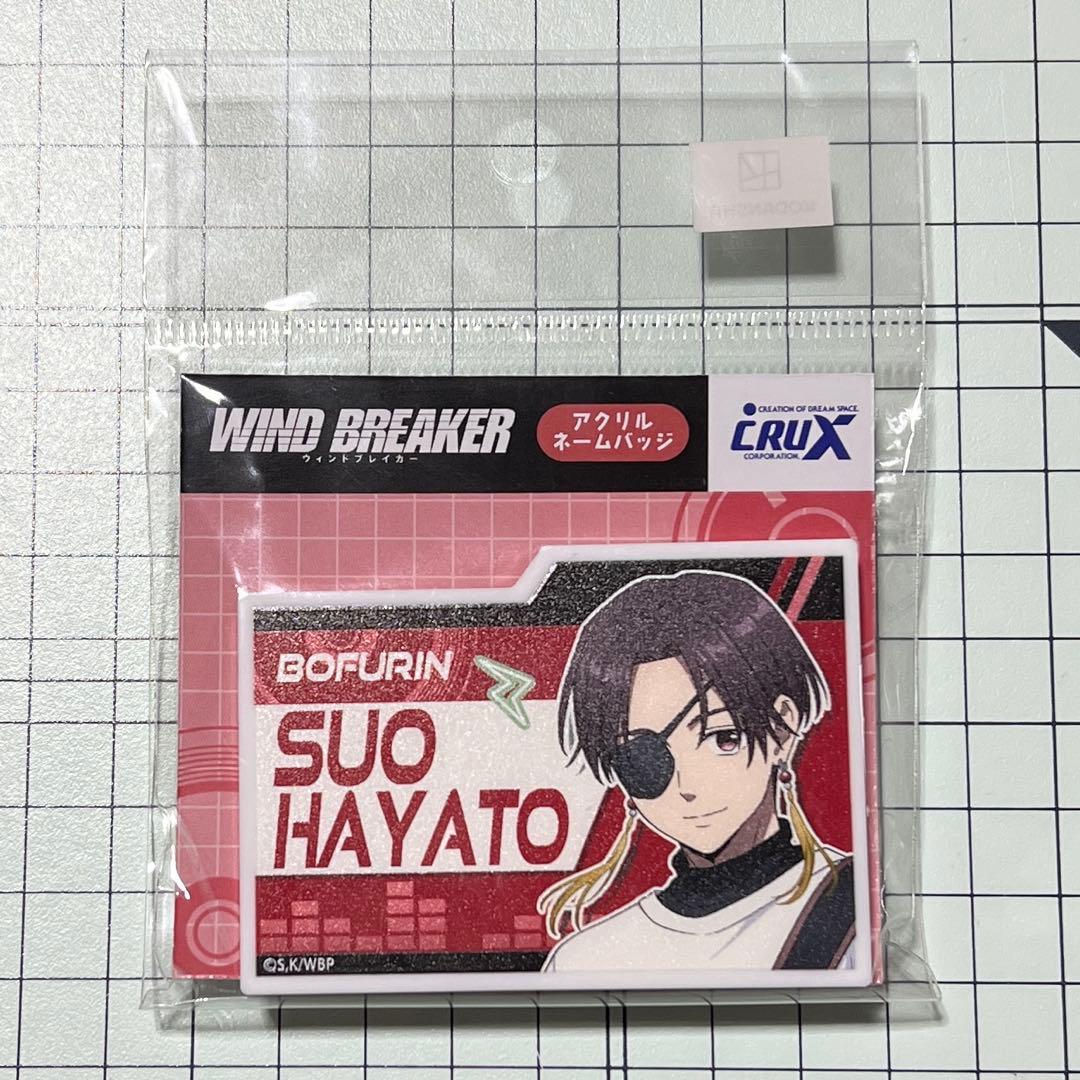 KODANSHA
WIND BREAKER
ウィンドブレイカー
アクリル
ネームバッジ
CREATION OF DREAM SPACE.
CRUX
CORPORATION.
BOFURIN
SUO
HAYATO
©S,K/WBP